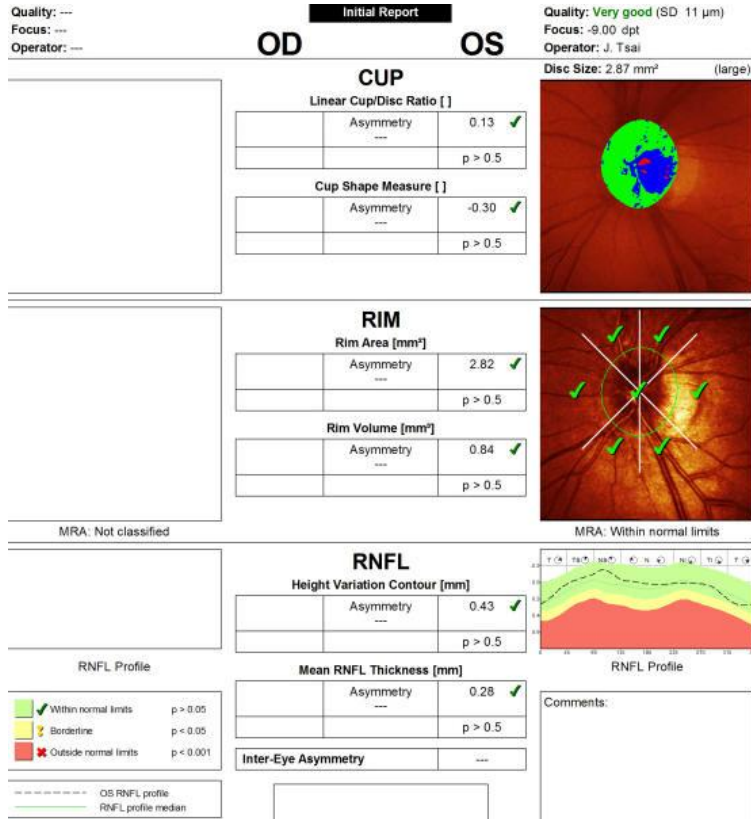 Quality: ---
Focus: ---
Operator: ---
Initial Report
OD
OS
Quality: Very good (SD 11 µm)
Focus: -9.00 dpt
Operator: J. Tsai
Disc Size: 2.87 mm² (large)
CUP
Linear Cup/Disc Ratio [ ]
Asymmetry 0.13
---
p > 0.5
Cup Shape Measure [ ]
Asymmetry -0.30
---
p > 0.5
RIM
Rim Area [mm²]
Asymmetry 2.82
---
p > 0.5
Rim Volume [mm³]
Asymmetry 0.84
---
p > 0.5
MRA: Not classified
MRA: Within normal limits
RNFL
Height Variation Contour [mm]
Asymmetry 0.43
---
p > 0.5
RNFL Profile
RNFL Profile
Mean RNFL Thickness [mm]
Asymmetry 0.28
---
p > 0.5
Inter-Eye Asymmetry ---
Within normal limits p > 0.05
Borderline p < 0.05
Outside normal limits p < 0.001
OS RNFL profile
RNFL profile median
Comments: